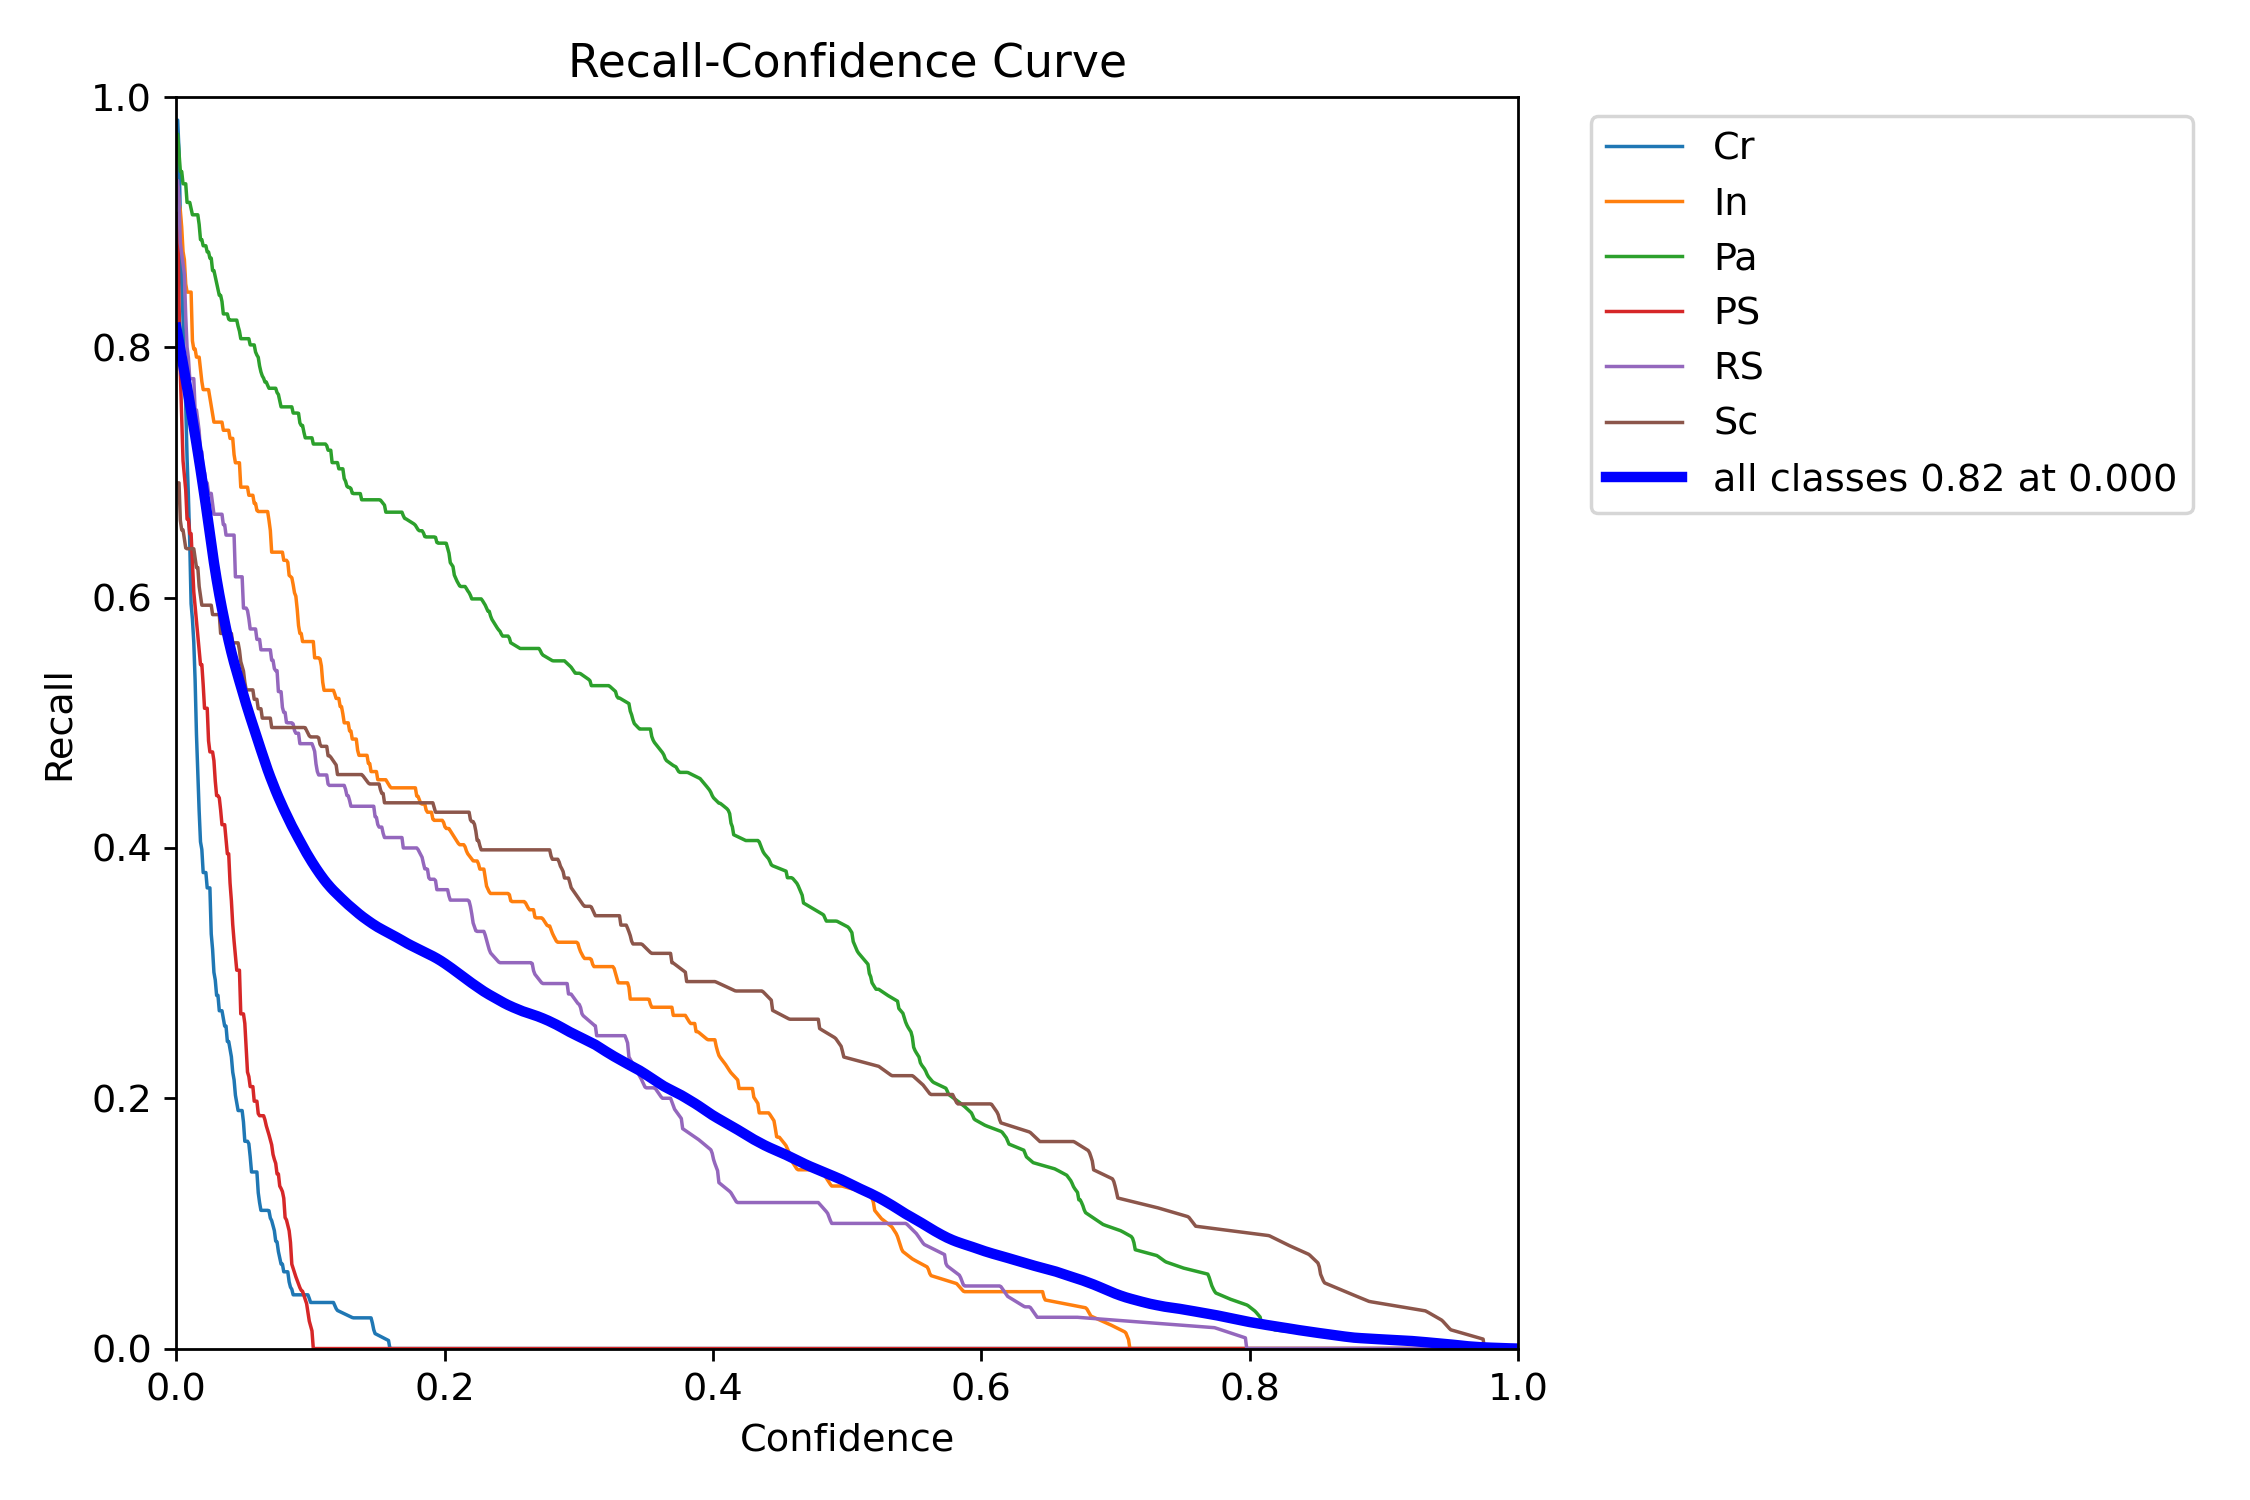 Recall-Confidence Curve
1.0
0.8
0.6
0.4
0.2
0.0
Recall
0.0 0.2 0.4 0.6 0.8 1.0
Confidence
Cr
In
Pa
PS
RS
Sc
all classes 0.82 at 0.000